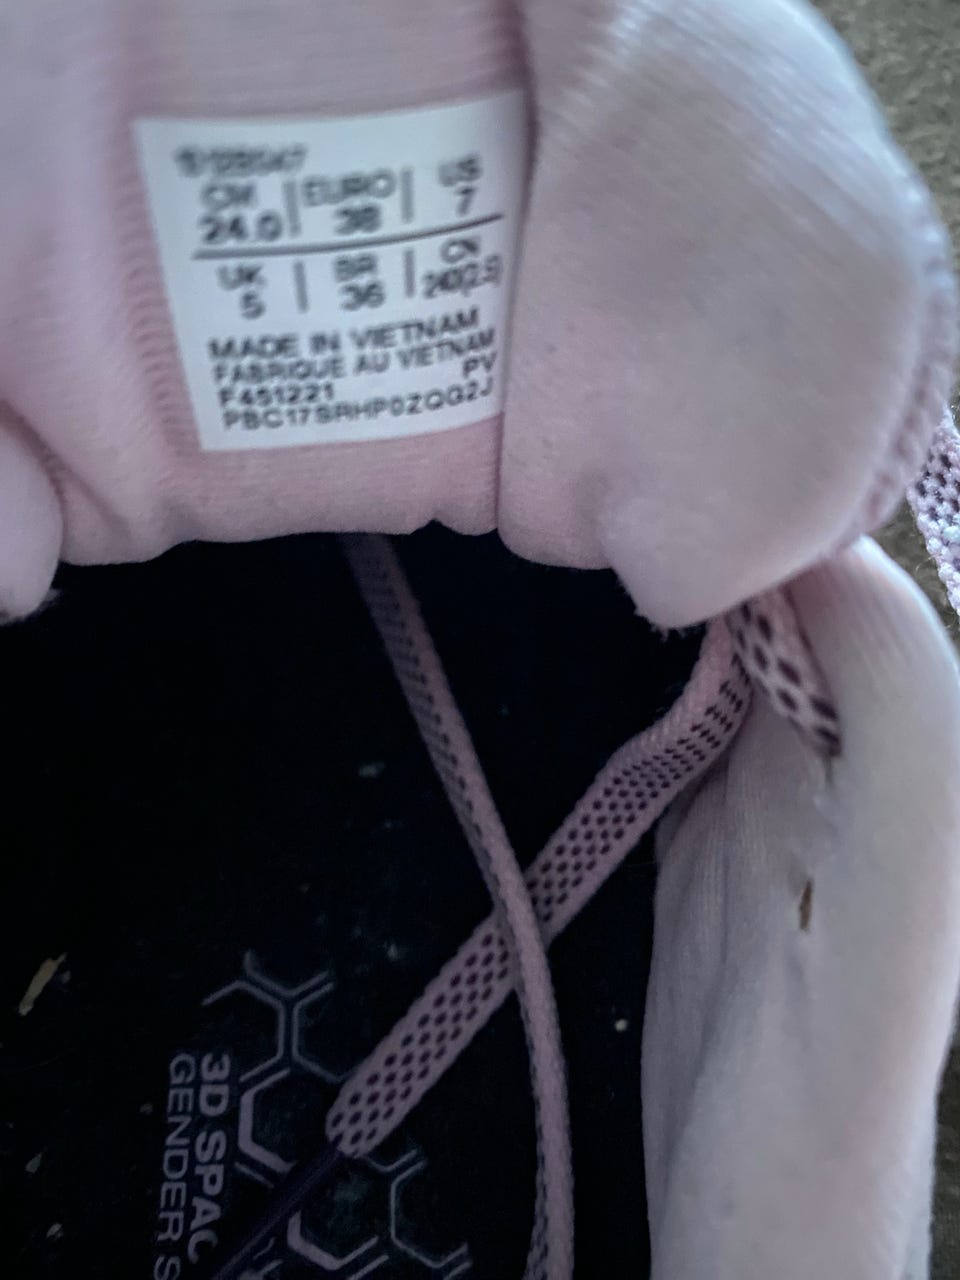 CM | EURO | US
24.0 | 38 | 7
UK | BR | CN
5 | 36 | 240(2.5)
MADE IN VIETNAM
FABRIQUE AU VIETNAM
F451221 PV
PBC17SRHP0ZQG2J
3D SPAC
GENDER S